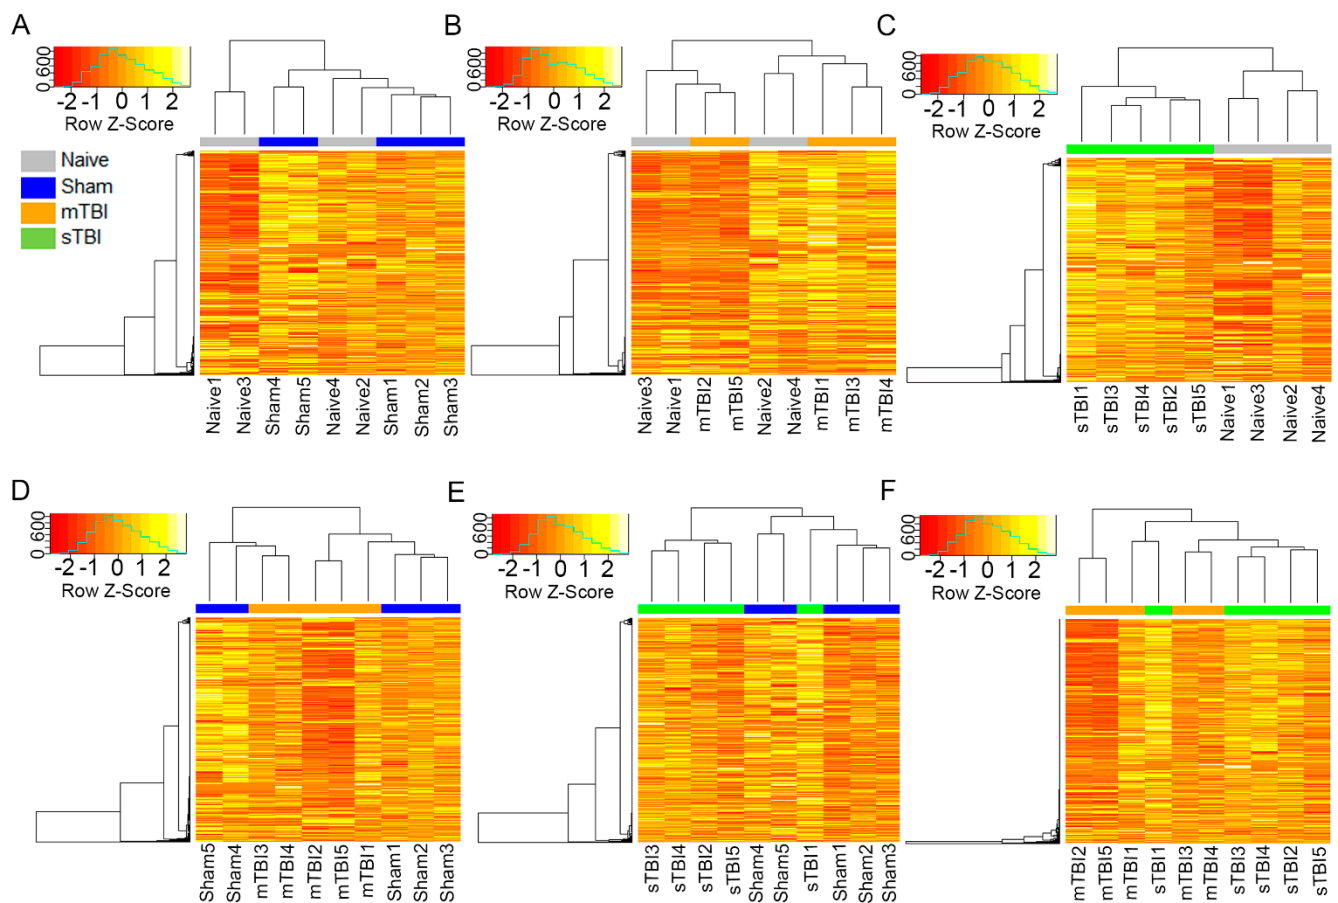 A
0 600
-2 -1 0 1 2
Row Z-Score
Naive
Sham
mTBI
sTBI
Naive1 Naive3 Sham4 Sham5 Naive4 Naive2 Sham1 Sham2 Sham3
B
0 600
-2 -1 0 1 2
Row Z-Score
Naive3 Naive1 mTBI2 mTBI5 Naive2 Naive4 mTBI1 mTBI3 mTBI4
C
0 600
-2 -1 0 1 2
Row Z-Score
sTBI1 sTBI3 sTBI4 sTBI2 sTBI5 Naive1 Naive3 Naive2 Naive4
D
0 600
-2 -1 0 1 2
Row Z-Score
Sham5 Sham4 mTBI3 mTBI4 mTBI2 mTBI5 mTBI1 Sham1 Sham2 Sham3
E
0 600
-2 -1 0 1 2
Row Z-Score
sTBI3 sTBI4 sTBI2 sTBI5 Sham4 Sham5 sTBI1 Sham1 Sham2 Sham3
F
0 600
-2 -1 0 1 2
Row Z-Score
mTBI2 mTBI5 mTBI1 sTBI1 mTBI3 mTBI4 sTBI3 sTBI4 sTBI2 sTBI5